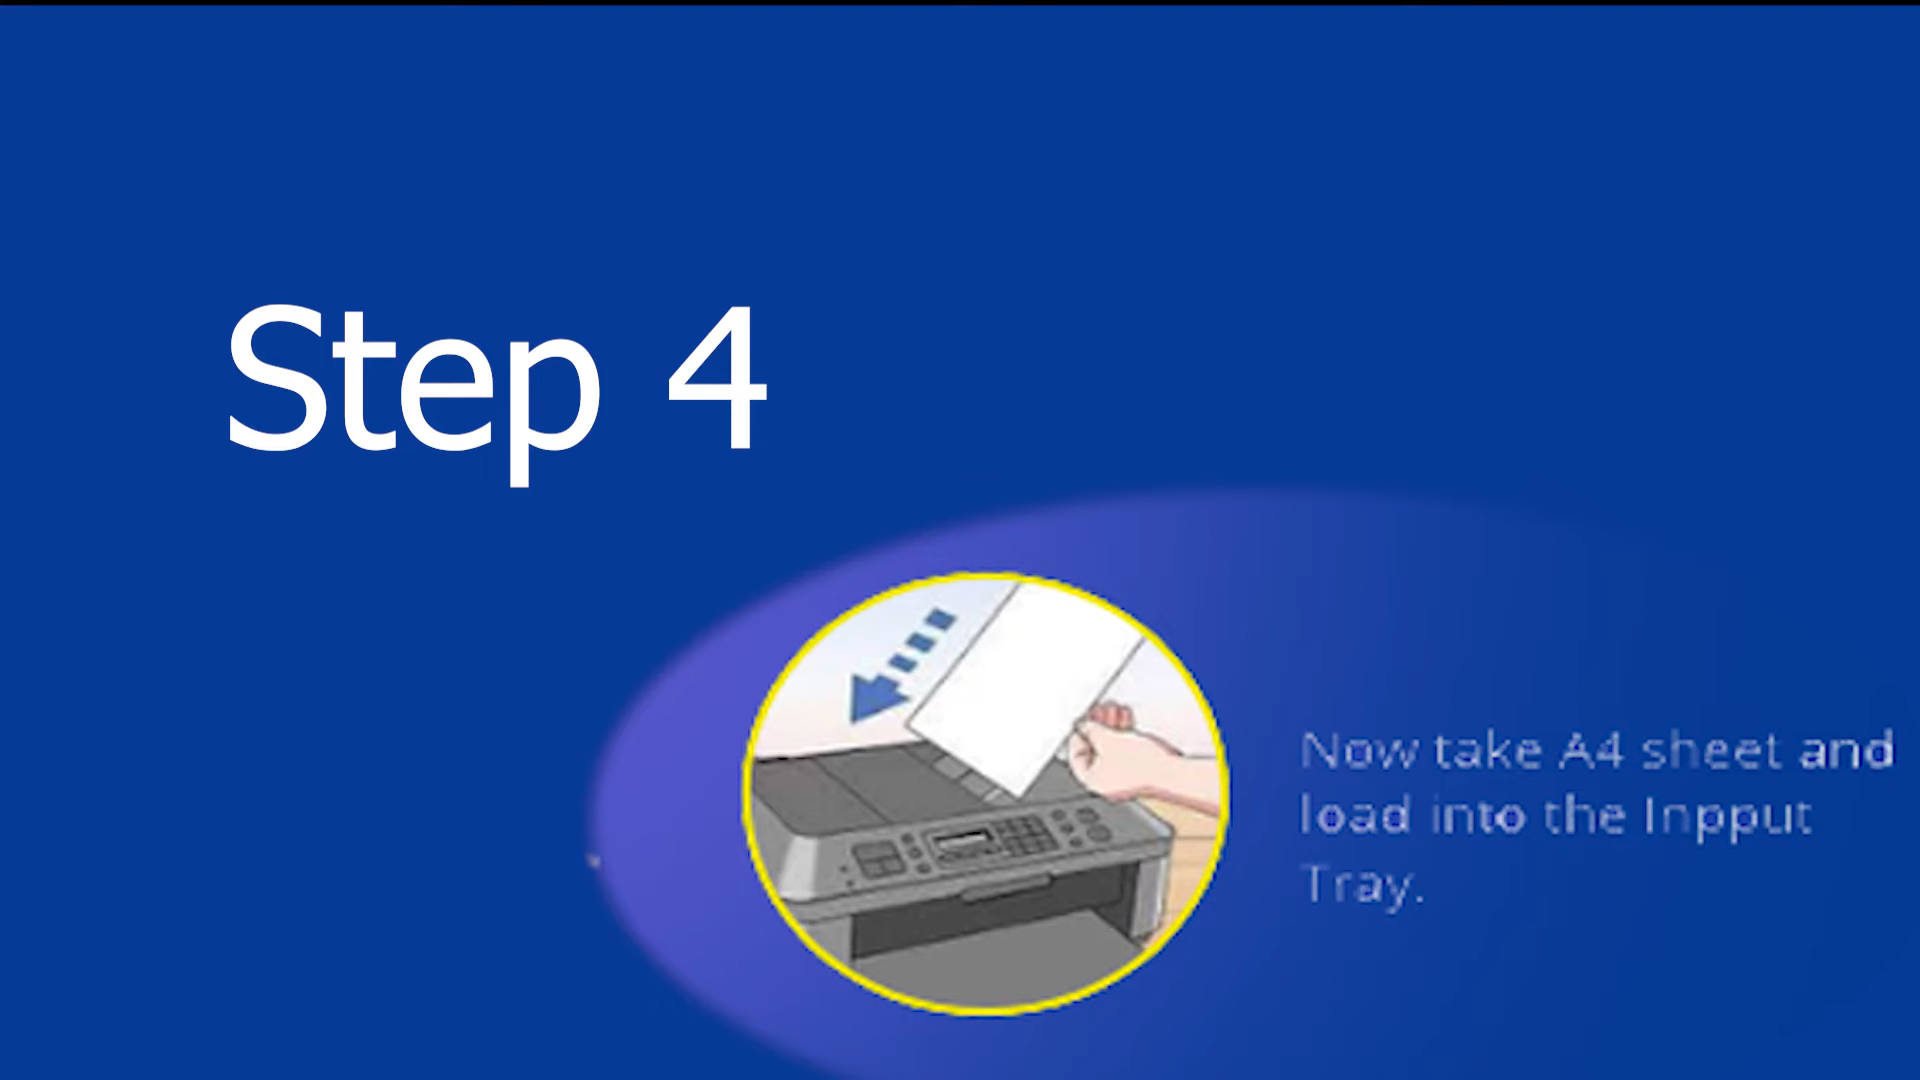 Step 4
Now take A4 sheet and
load into the Inpput
Tray.